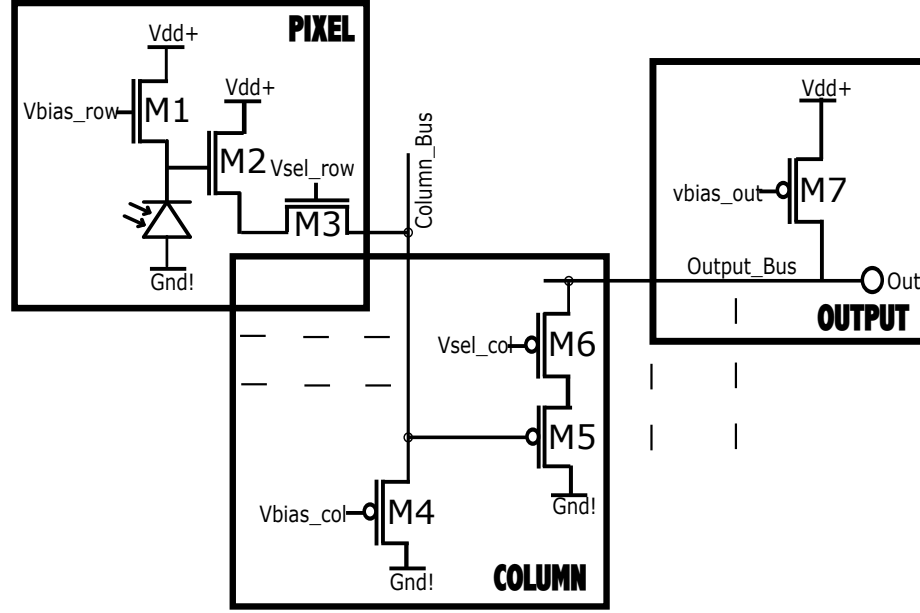 PIXEL
Vdd+
Vbias_row
M1
Vdd+
M2
Vsel_row
M3
Gnd!
Column_Bus
Vdd+
vbias_out
M7
Output_Bus
Out
OUTPUT
Vsel_col
M6
M5
Gnd!
Vbias_col
M4
Gnd!
COLUMN